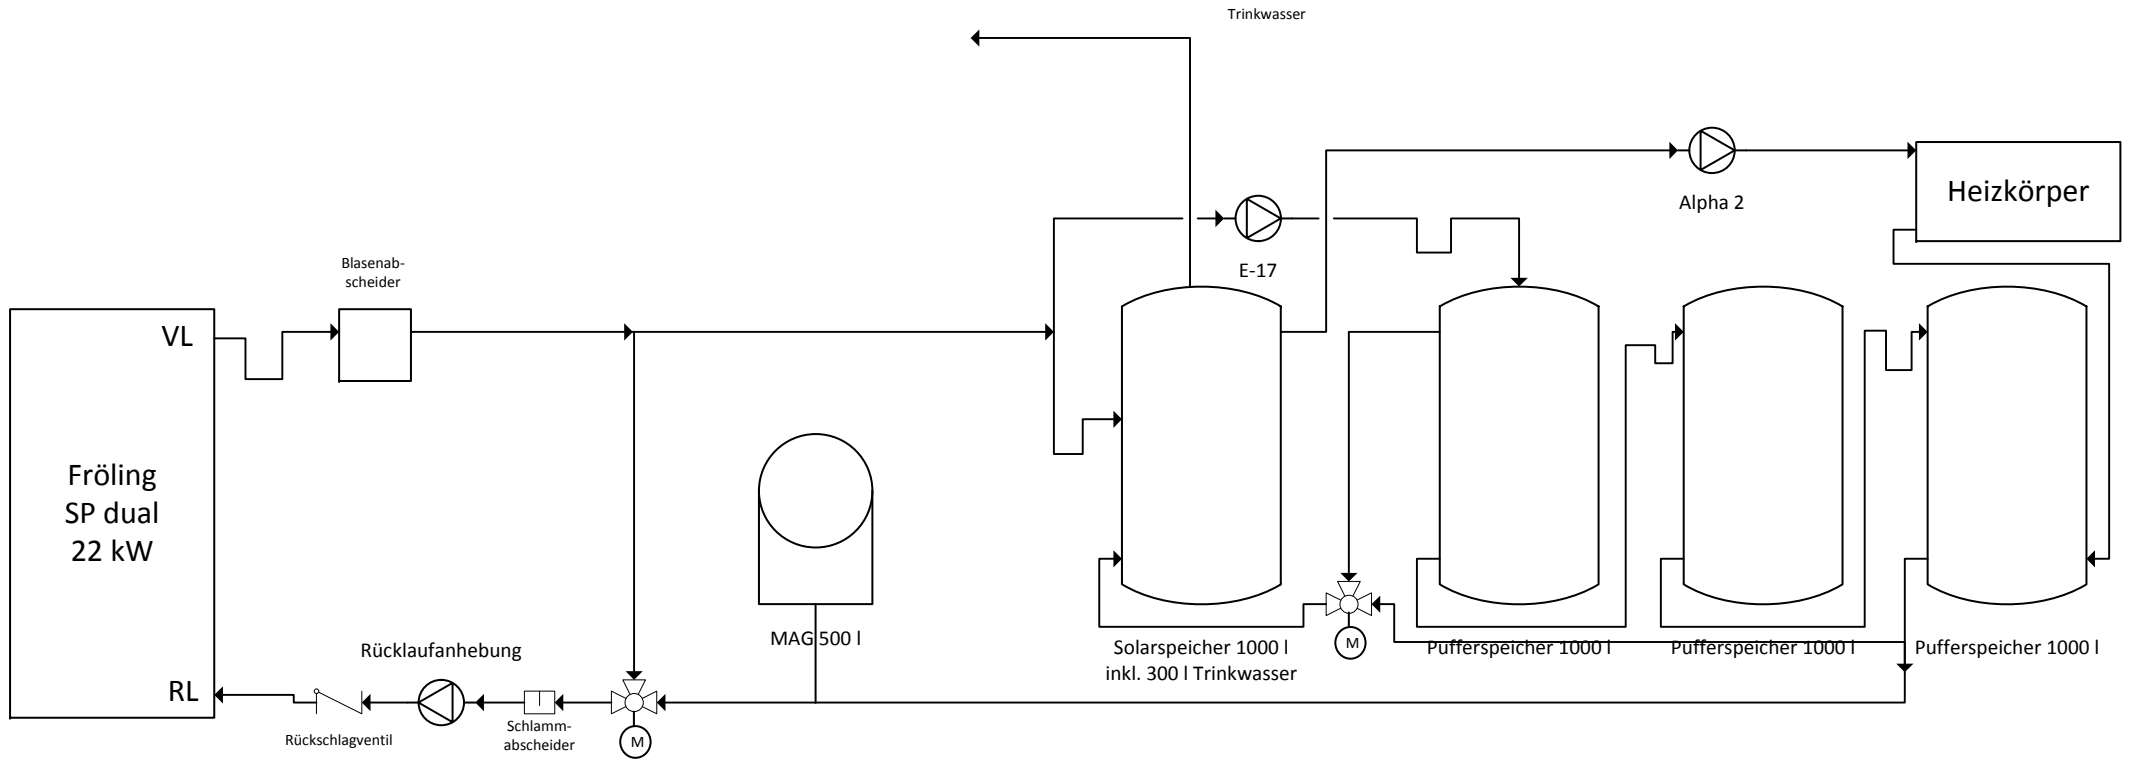 Trinkwasser
Alpha 2
Heizkörper
E-17
Blasenab-
scheider
VL
Fröling
SP dual
22 kW
RL
Rücklaufanhebung
Rückschlagventil
Schlamm-
abscheider
M
MAG 500 l
Solarspeicher 1000 l
inkl. 300 l Trinkwasser
M
Pufferspeicher 1000 l
Pufferspeicher 1000 l
Pufferspeicher 1000 l